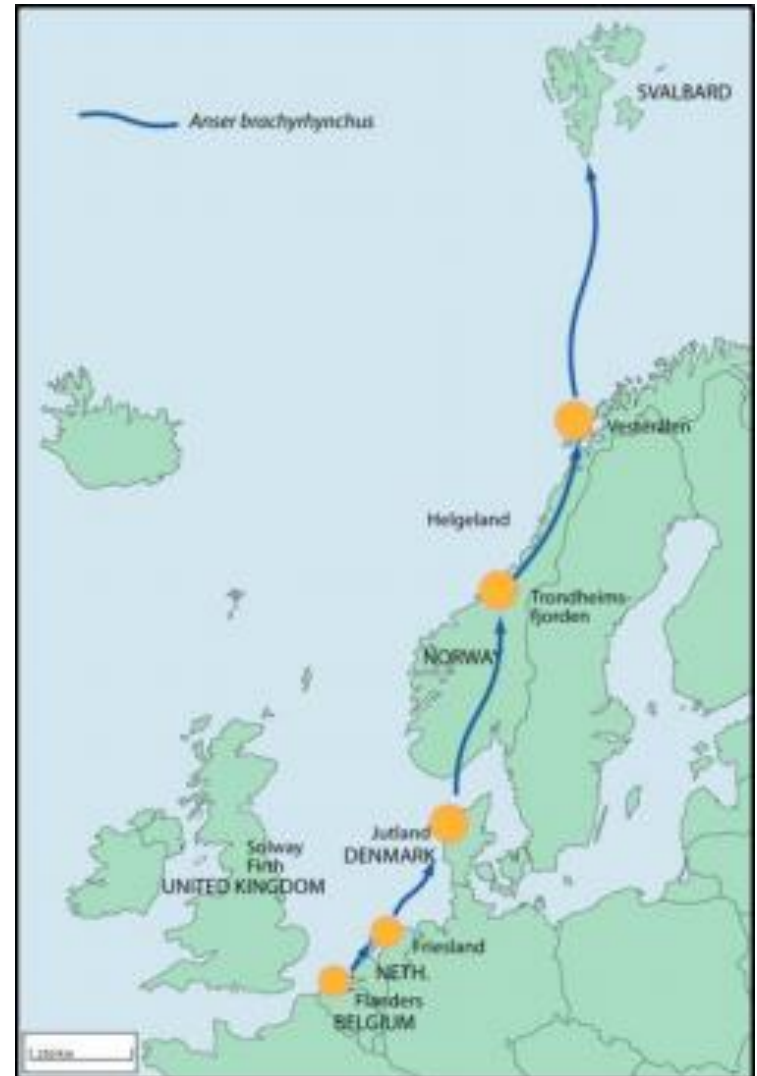 SVALBARD
Anser brachyrhynchus
Vesterålen
Helgeland
Trondheims-
fjorden
NORWAY
Jutland
DENMARK
Solway
Firth
UNITED KINGDOM
Friesland
NETH.
Flanders
BELGIUM